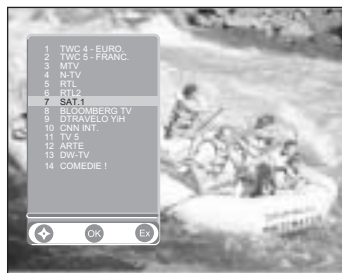 1 TWC 4 - EURO.
2 TWC 5 - FRANC.
3 MTV
4 N-TV
5 RTL
6 RTL2
7 SAT.1
8 BLOOMBERG TV
9 DTRAVELO YiH
10 CNN INT.
11 TV 5
12 ARTE
13 DW-TV
14 COMEDIE !
OK Ex